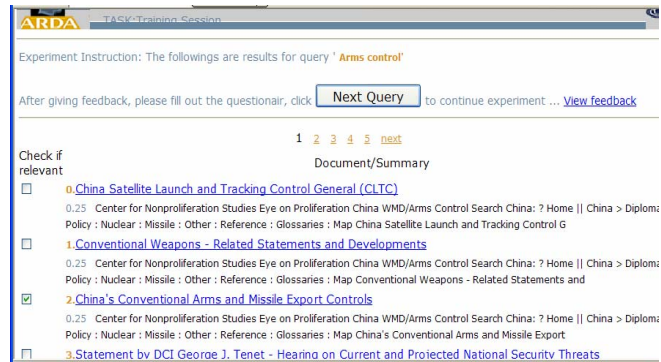 ARDA TASK:Training Session
Experiment Instruction: The followings are results for query ' Arms control'
After giving feedback, please fill out the questionair, click Next Query to continue experiment ... View feedback
1 2 3 4 5 next
Check if
relevant
Document/Summary
0.China Satellite Launch and Tracking Control General (CLTC)
0.25 Center for Nonproliferation Studies Eye on Proliferation China WMD/Arms Control Search China: ? Home || China > Diploma
Policy : Nuclear : Missile : Other : Reference : Glossaries : Map China Satellite Launch and Tracking Control G
1.Conventional Weapons - Related Statements and Developments
0.25 Center for Nonproliferation Studies Eye on Proliferation China WMD/Arms Control Search China: ? Home || China > Diploma
Policy : Nuclear : Missile : Other : Reference : Glossaries : Map Conventional Weapons - Related Statements and
2.China's Conventional Arms and Missile Export Controls
0.25 Center for Nonproliferation Studies Eye on Proliferation China WMD/Arms Control Search China: ? Home || China > Diploma
Policy : Nuclear : Missile : Other : Reference : Glossaries : Map China's Conventional Arms and Missile Export
3.Statement by DCI George J. Tenet - Hearing on Current and Projected National Security Threats